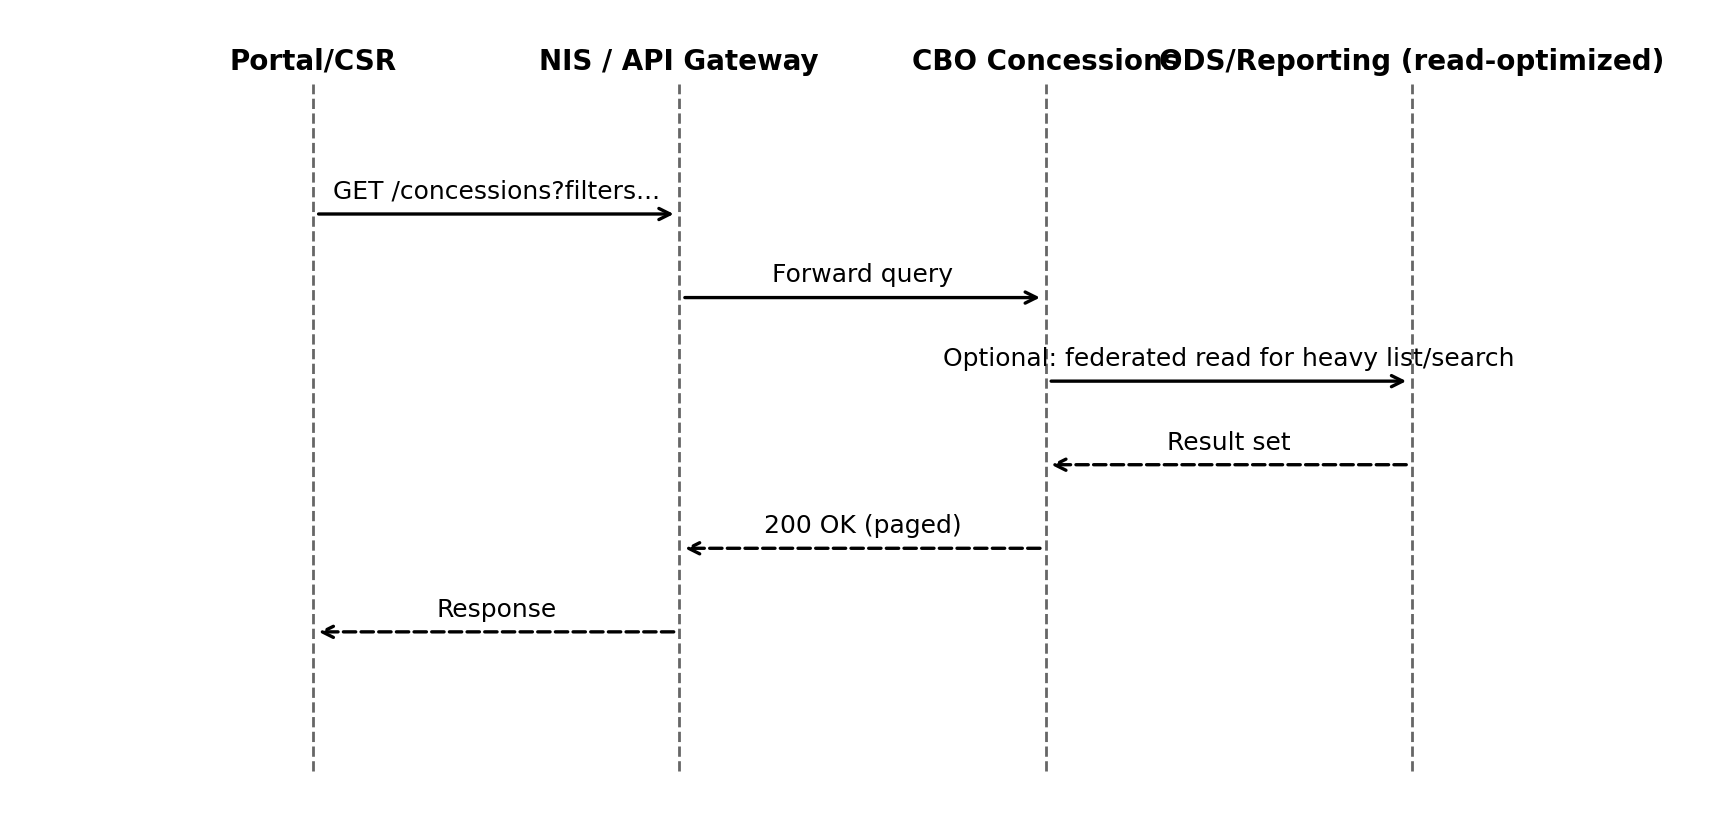 Portal/CSR
NIS / API Gateway
CBO Concessions
ODS/Reporting (read-optimized)
GET /concessions?filters...
Forward query
Optional: federated read for heavy list/search
Result set
200 OK (paged)
Response